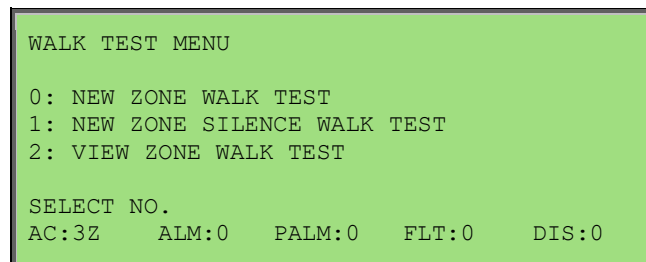 WALK TEST MENU
0: NEW ZONE WALK TEST
1: NEW ZONE SILENCE WALK TEST
2: VIEW ZONE WALK TEST
SELECT NO.
AC:3Z ALM:0 PALM:0 FLT:0 DIS:0